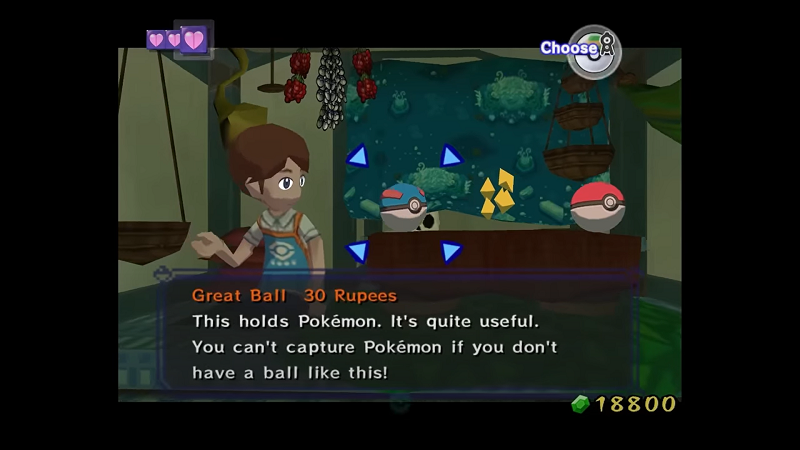 Choose
Great Ball 30 Rupees
This holds Pokémon. It's quite useful.
You can't capture Pokémon if you don't
have a ball like this!
18800